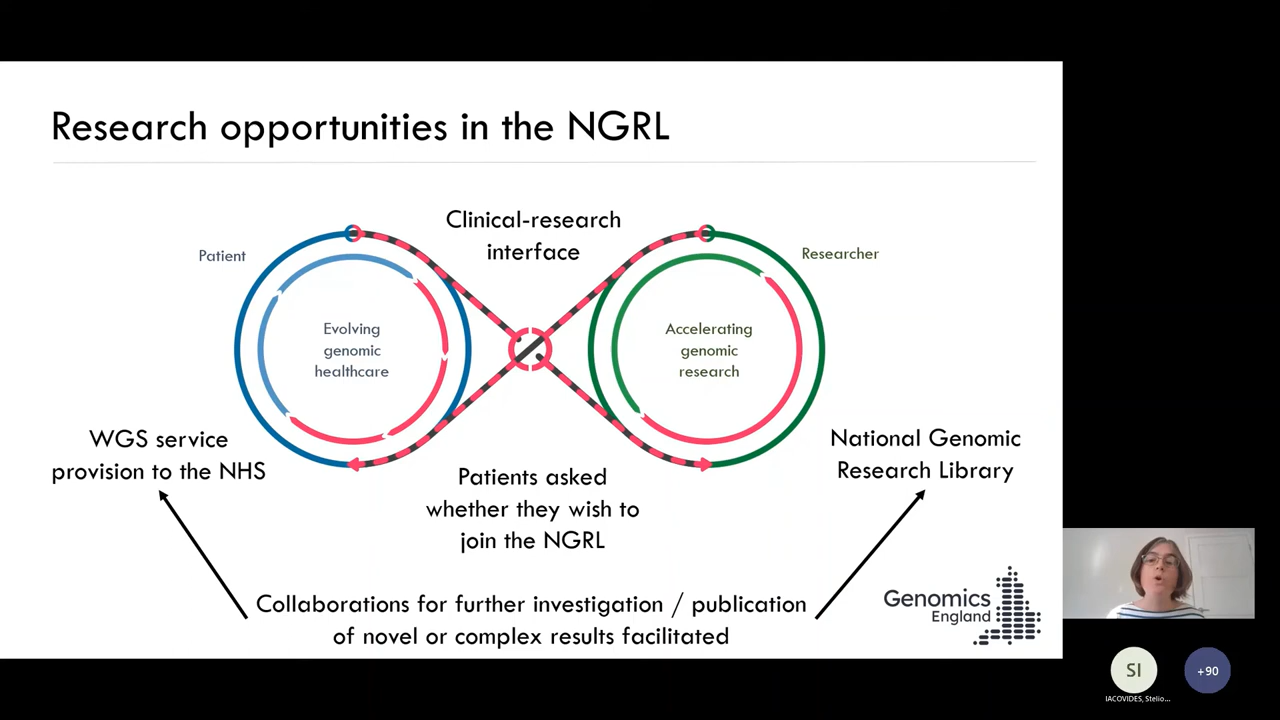 Research opportunities in the NGRL
Clinical-research
interface
Patient
Researcher
Evolving
genomic
healthcare
Accelerating
genomic
research
WGS service
provision to the NHS
National Genomic
Research Library
Patients asked
whether they wish to
join the NGRL
Collaborations for further investigation / publication
of novel or complex results facilitated
Genomics
England
SI
+90
IACOVIDES, Stelio...